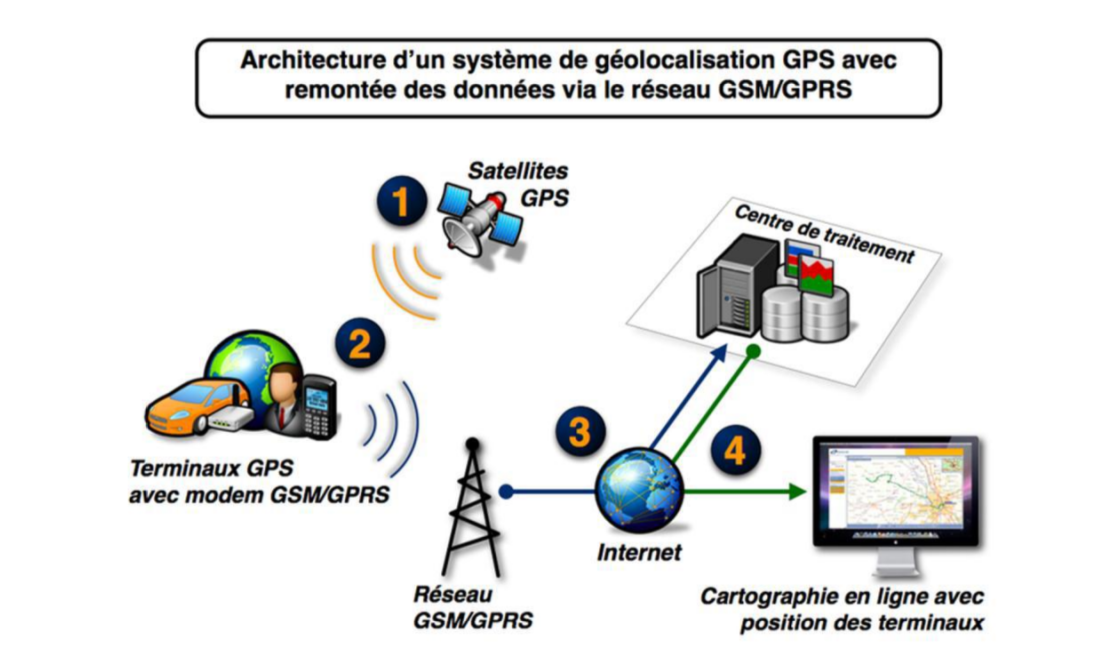 Architecture d'un système de géolocalisation GPS avec
remontée des données via le réseau GSM/GPRS
1
Satellites
GPS
Centre de traitement
2
Terminaux GPS
avec modem GSM/GPRS
3
4
Internet
Réseau
GSM/GPRS
Cartographie en ligne avec
position des terminaux